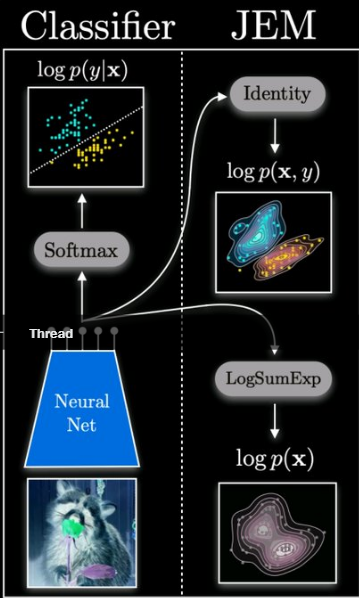 Classifier
JEM
log p(y|x)
Softmax
Thread
Neural
Net
Identity
log p(x, y)
LogSumExp
log p(x)